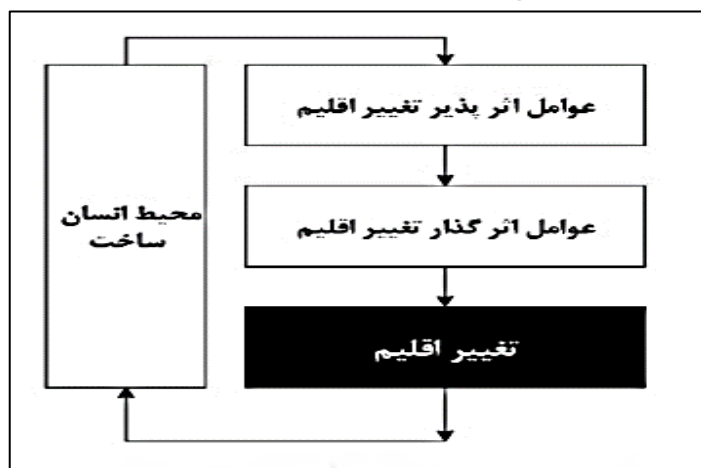 عوامل اثر پذیر تغییر اقلیم
عوامل اثر گذار تغییر اقلیم
محیط انسان
ساخت
تغییر اقلیم